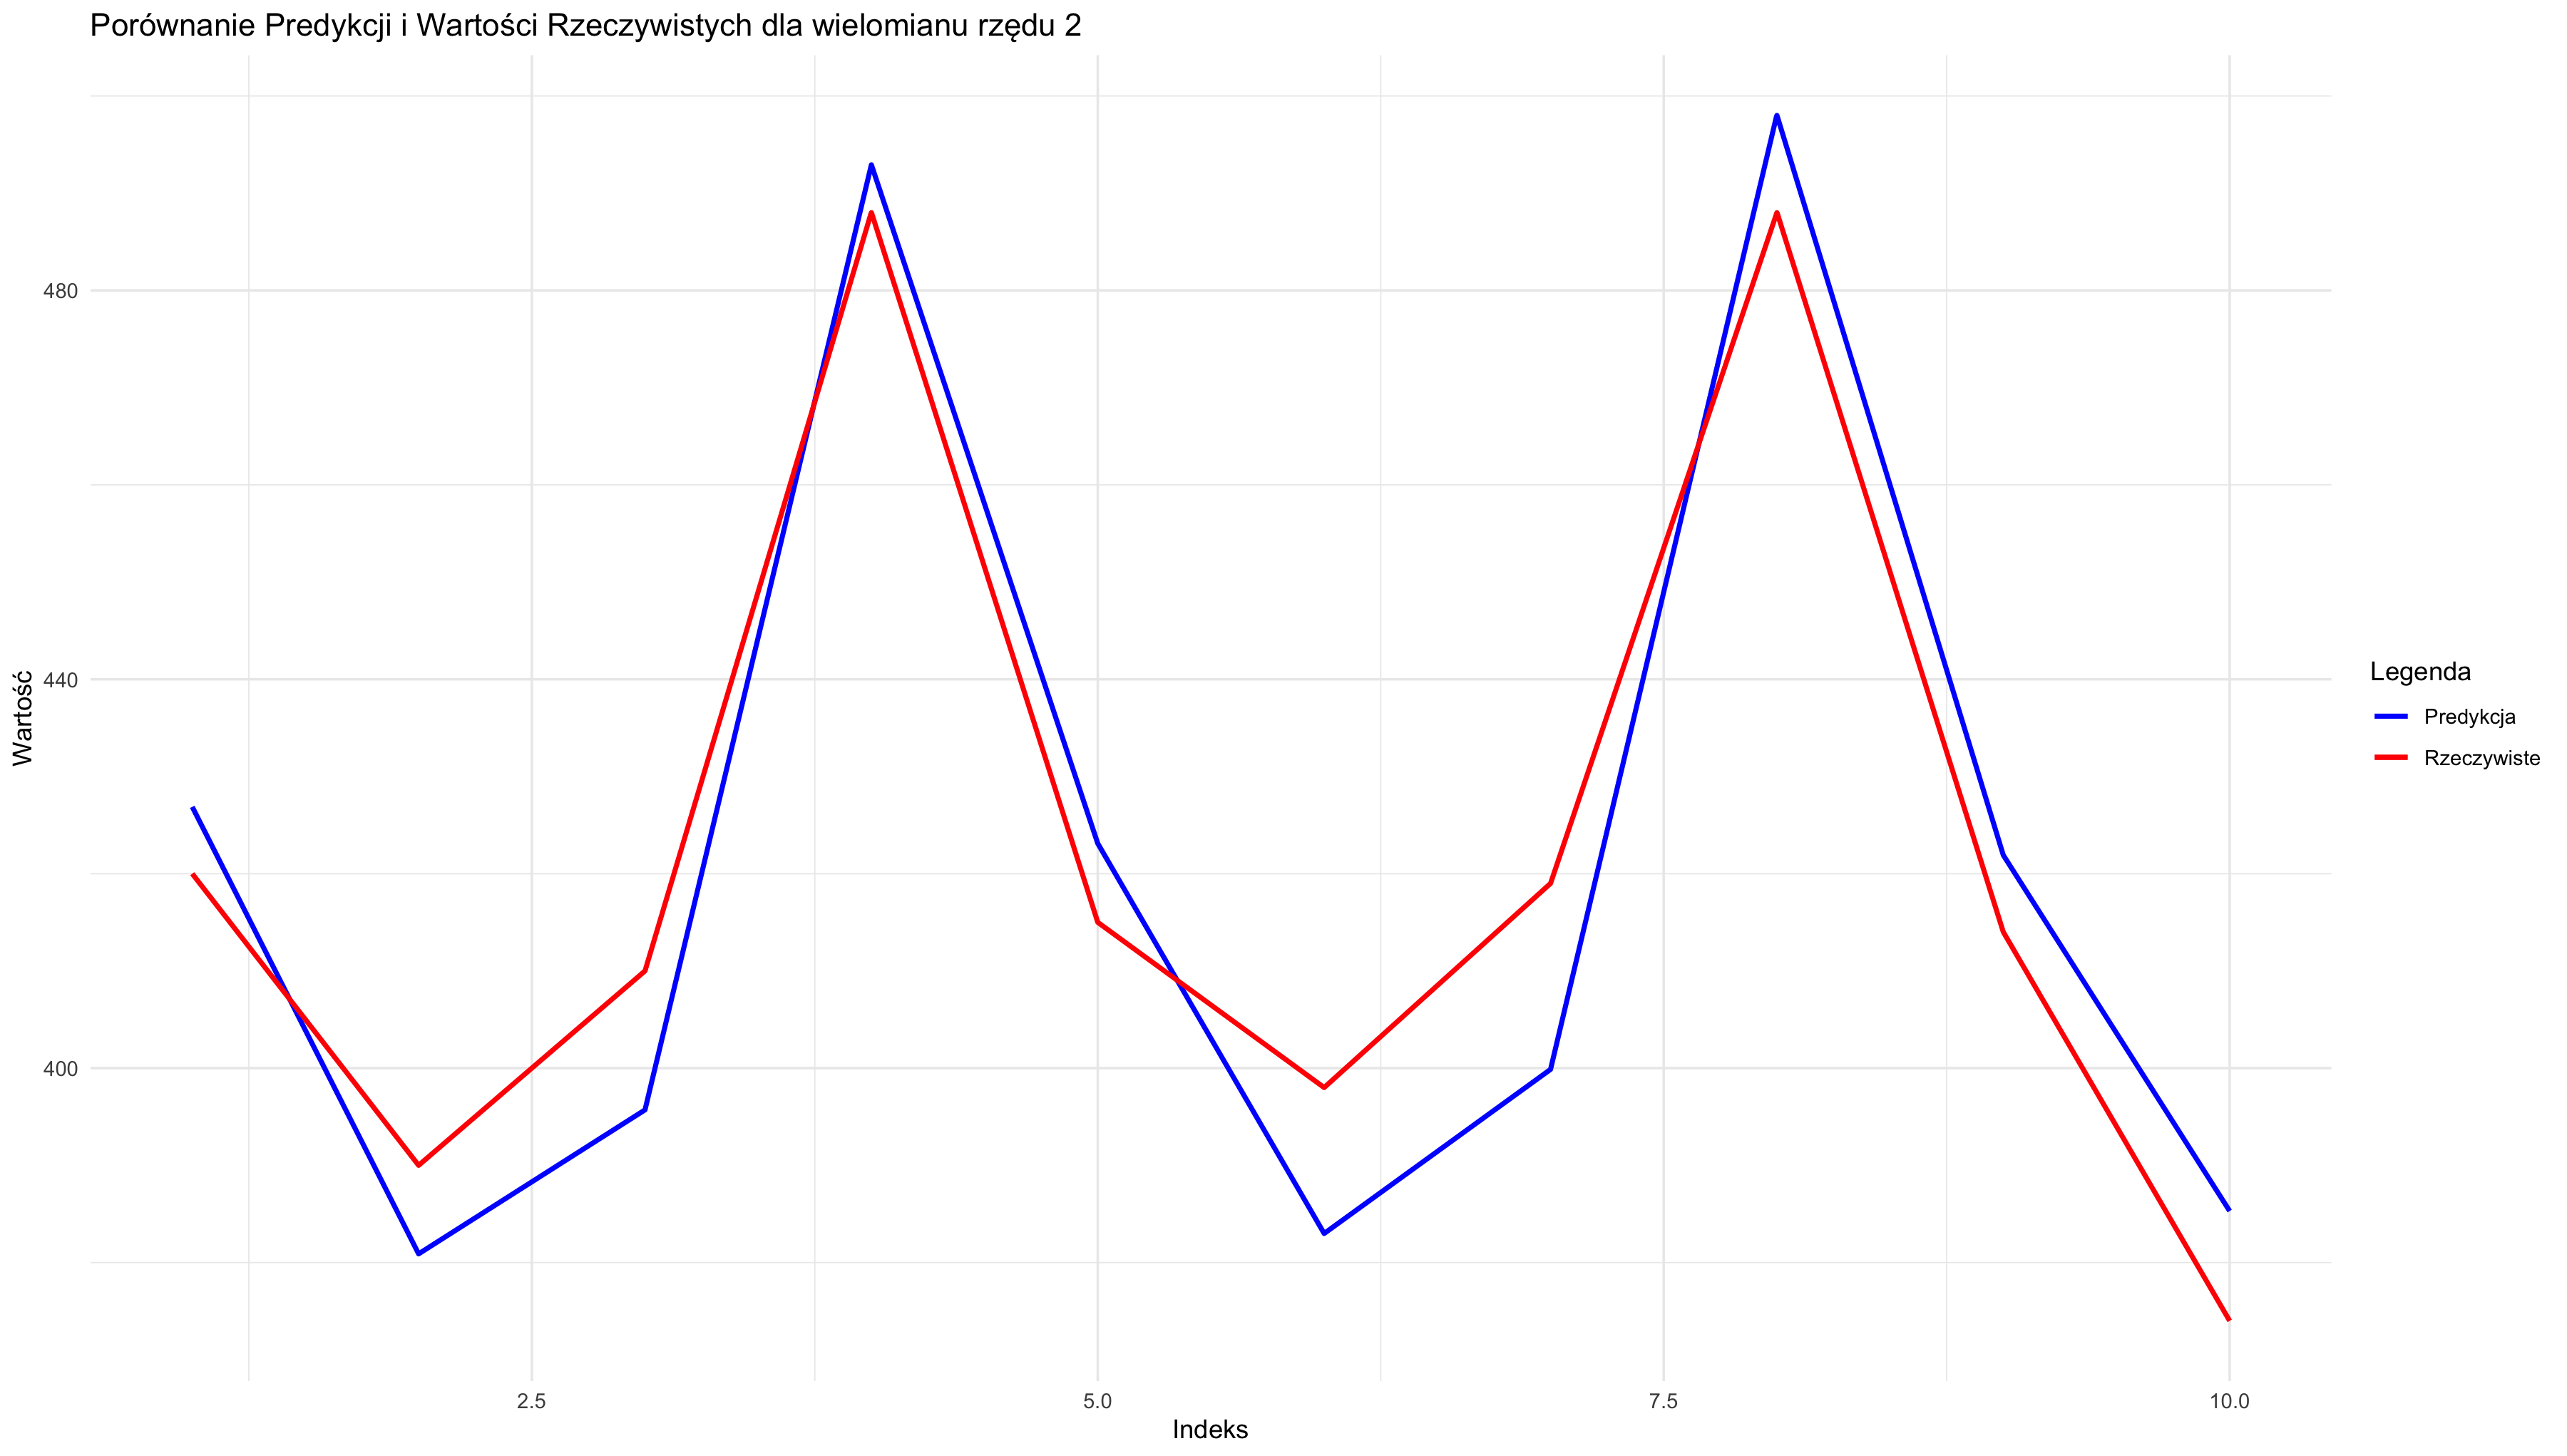 Porównanie Predykcji i Wartości Rzeczywistych dla wielomianu rzędu 2
Wartość
480
440
400
2.5 5.0 7.5 10.0
Indeks
Legenda
Predykcja
Rzeczywiste